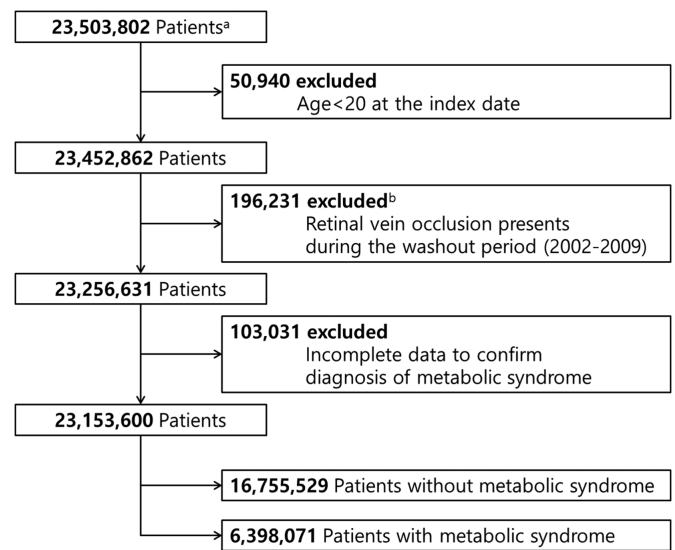 23,503,802 Patientsᵃ
50,940 excluded
Age<20 at the index date
23,452,862 Patients
196,231 excludedᵇ
Retinal vein occlusion presents
during the washout period (2002-2009)
23,256,631 Patients
103,031 excluded
Incomplete data to confirm
diagnosis of metabolic syndrome
23,153,600 Patients
16,755,529 Patients without metabolic syndrome
6,398,071 Patients with metabolic syndrome